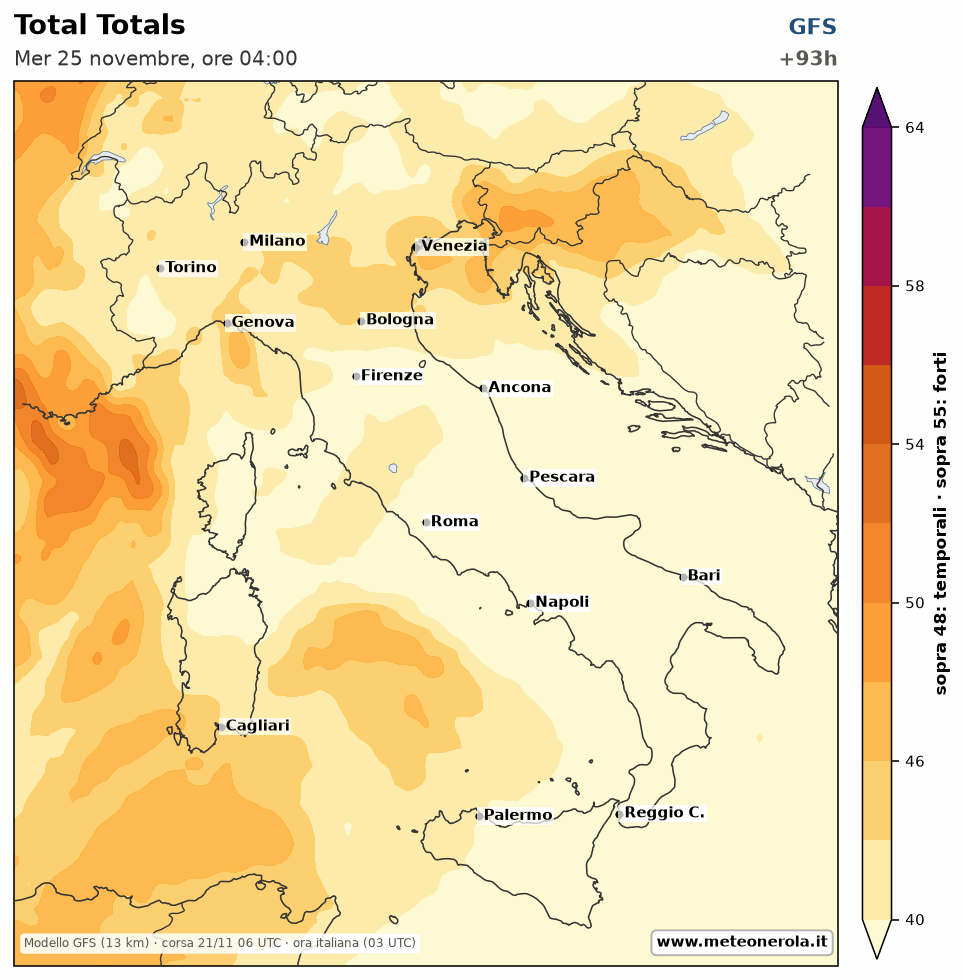 Total Totals
GFS
Mer 25 novembre, ore 04:00
+93h
Milano
Venezia
Torino
Genova
Bologna
Firenze
Ancona
Pescara
Roma
Bari
Napoli
Cagliari
Palermo
Reggio C.
64
58
54
50
46
40
sopra 48: temporali · sopra 55: forti
Modello GFS (13 km) · corsa 21/11 06 UTC · ora italiana (03 UTC)
www.meteonerola.it